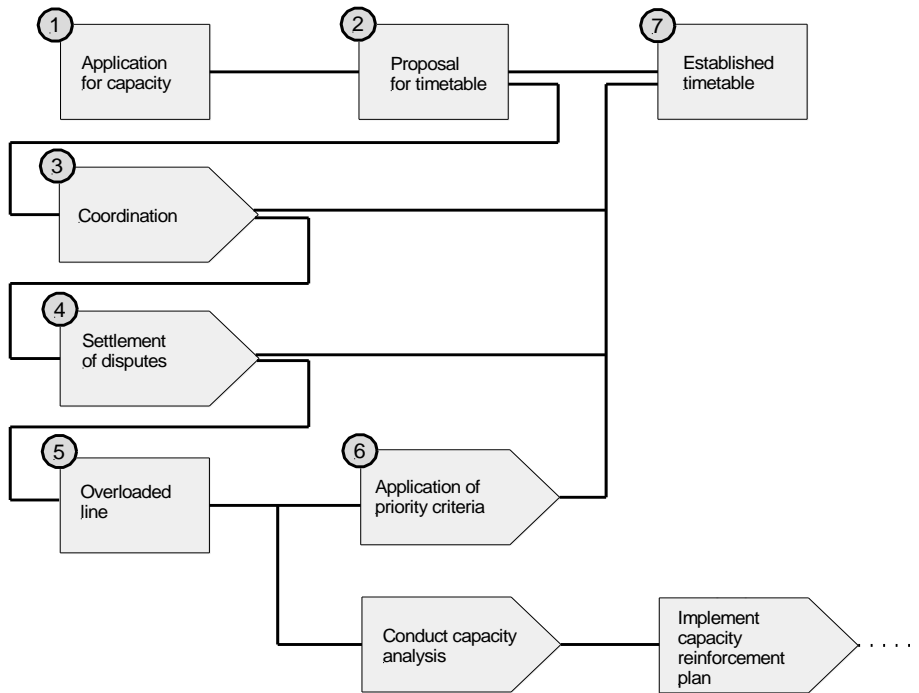 1
Application
for capacity
2
Proposal
for timetable
7
Established
timetable
3
Coordination
4
Settlement
of disputes
5
Overloaded
line
6
Application of
priority criteria
Conduct capacity
analysis
Implement
capacity
reinforcement
plan